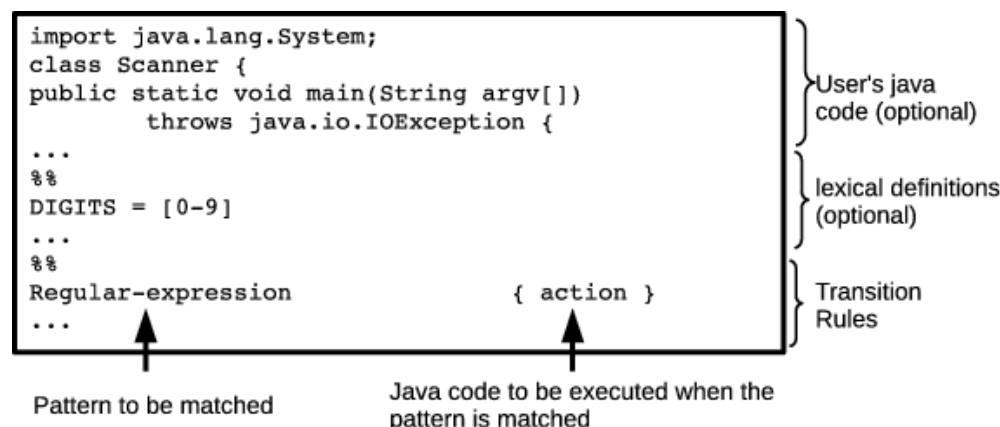 import java.lang.System;
class Scanner {
public static void main(String argv[])
throws java.io.IOException {
...
%%
DIGITS = [0-9]
...
%%
Regular-expression { action }
...
User's java
code (optional)
lexical definitions
(optional)
Transition
Rules
Pattern to be matched
Java code to be executed when the
pattern is matched